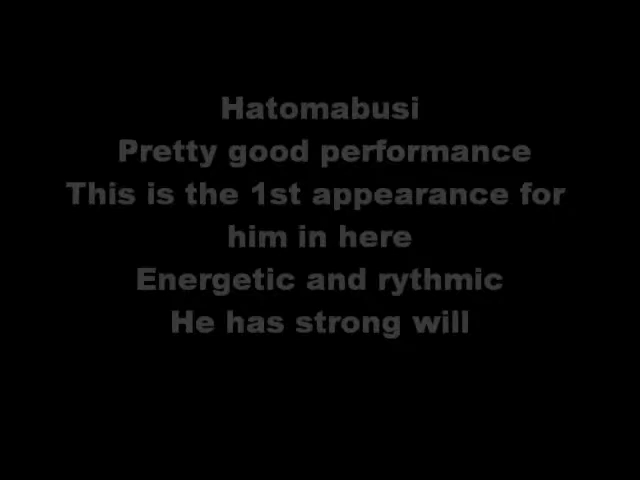 Hatomabusi
Pretty good performance
This is the 1st appearance for
him in here
Energetic and rythmic
He has strong will